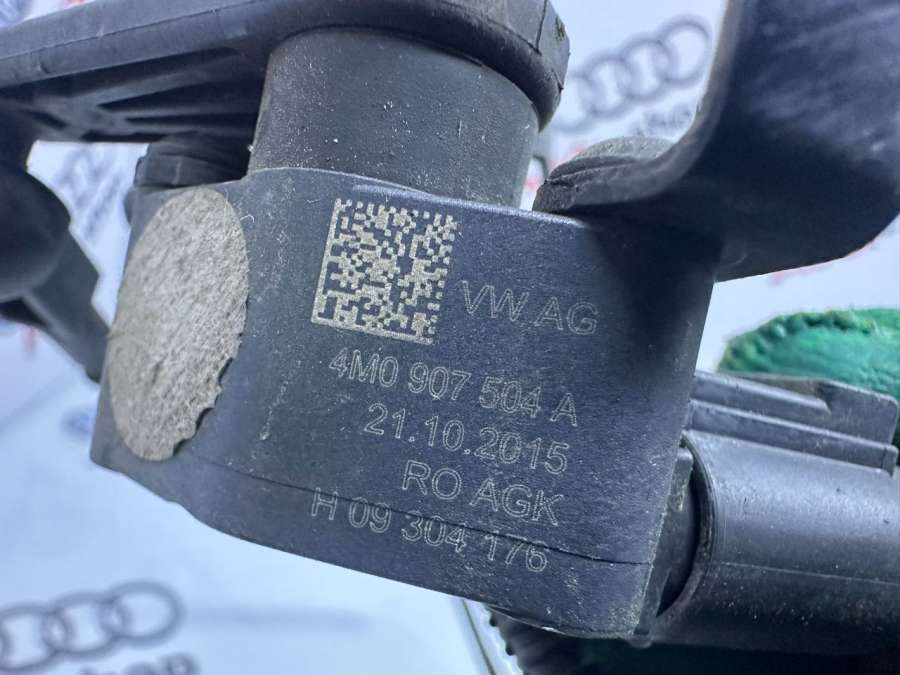 VW AG
4M0 907 504 A
21.10.2015
RO AGK
H 09 304 176